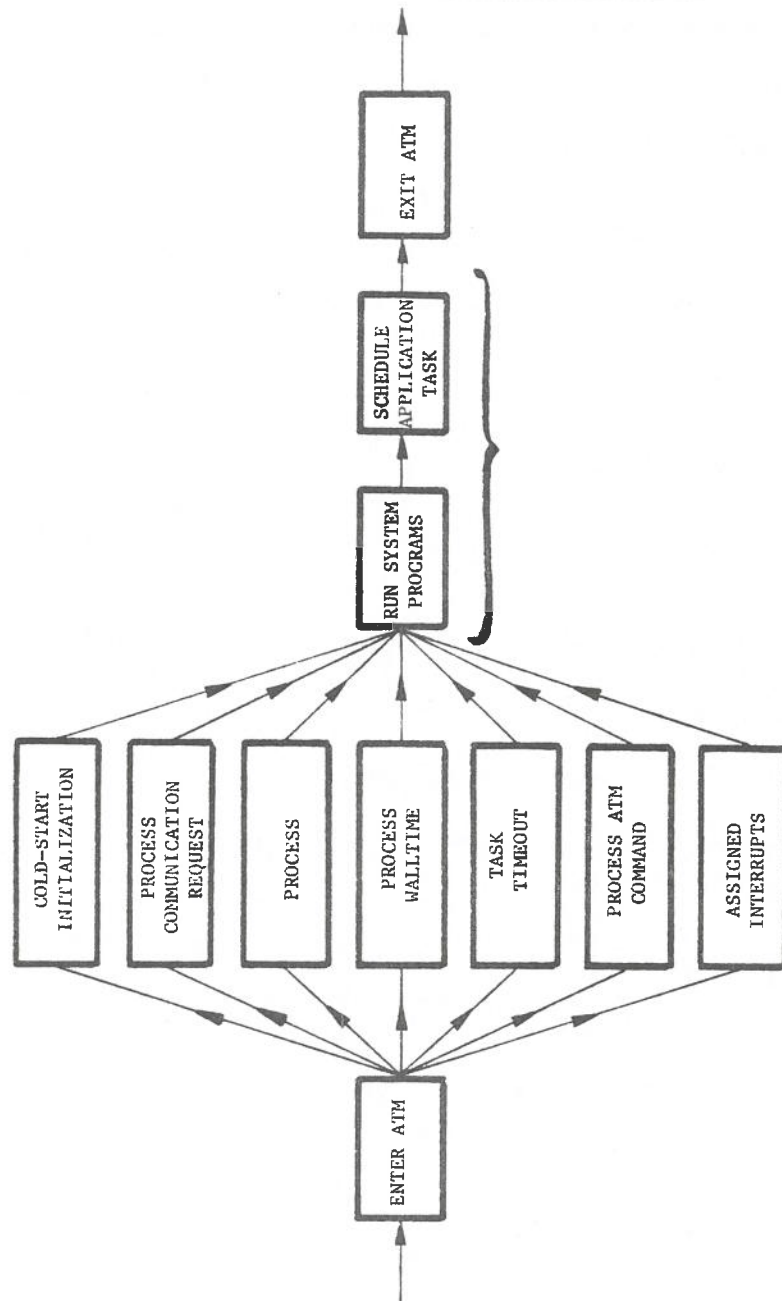 ENTER ATM
COLD-START
INITIALIZATION
PROCESS
COMMUNICATION
REQUEST
PROCESS
PROCESS
WALLTIME
TASK
TIMEOUT
PROCESS ATM
COMMAND
ASSIGNED
INTERRUPTS
RUN SYSTEM
PROGRAMS
SCHEDULE
APPLICATION
TASK
EXIT ATM